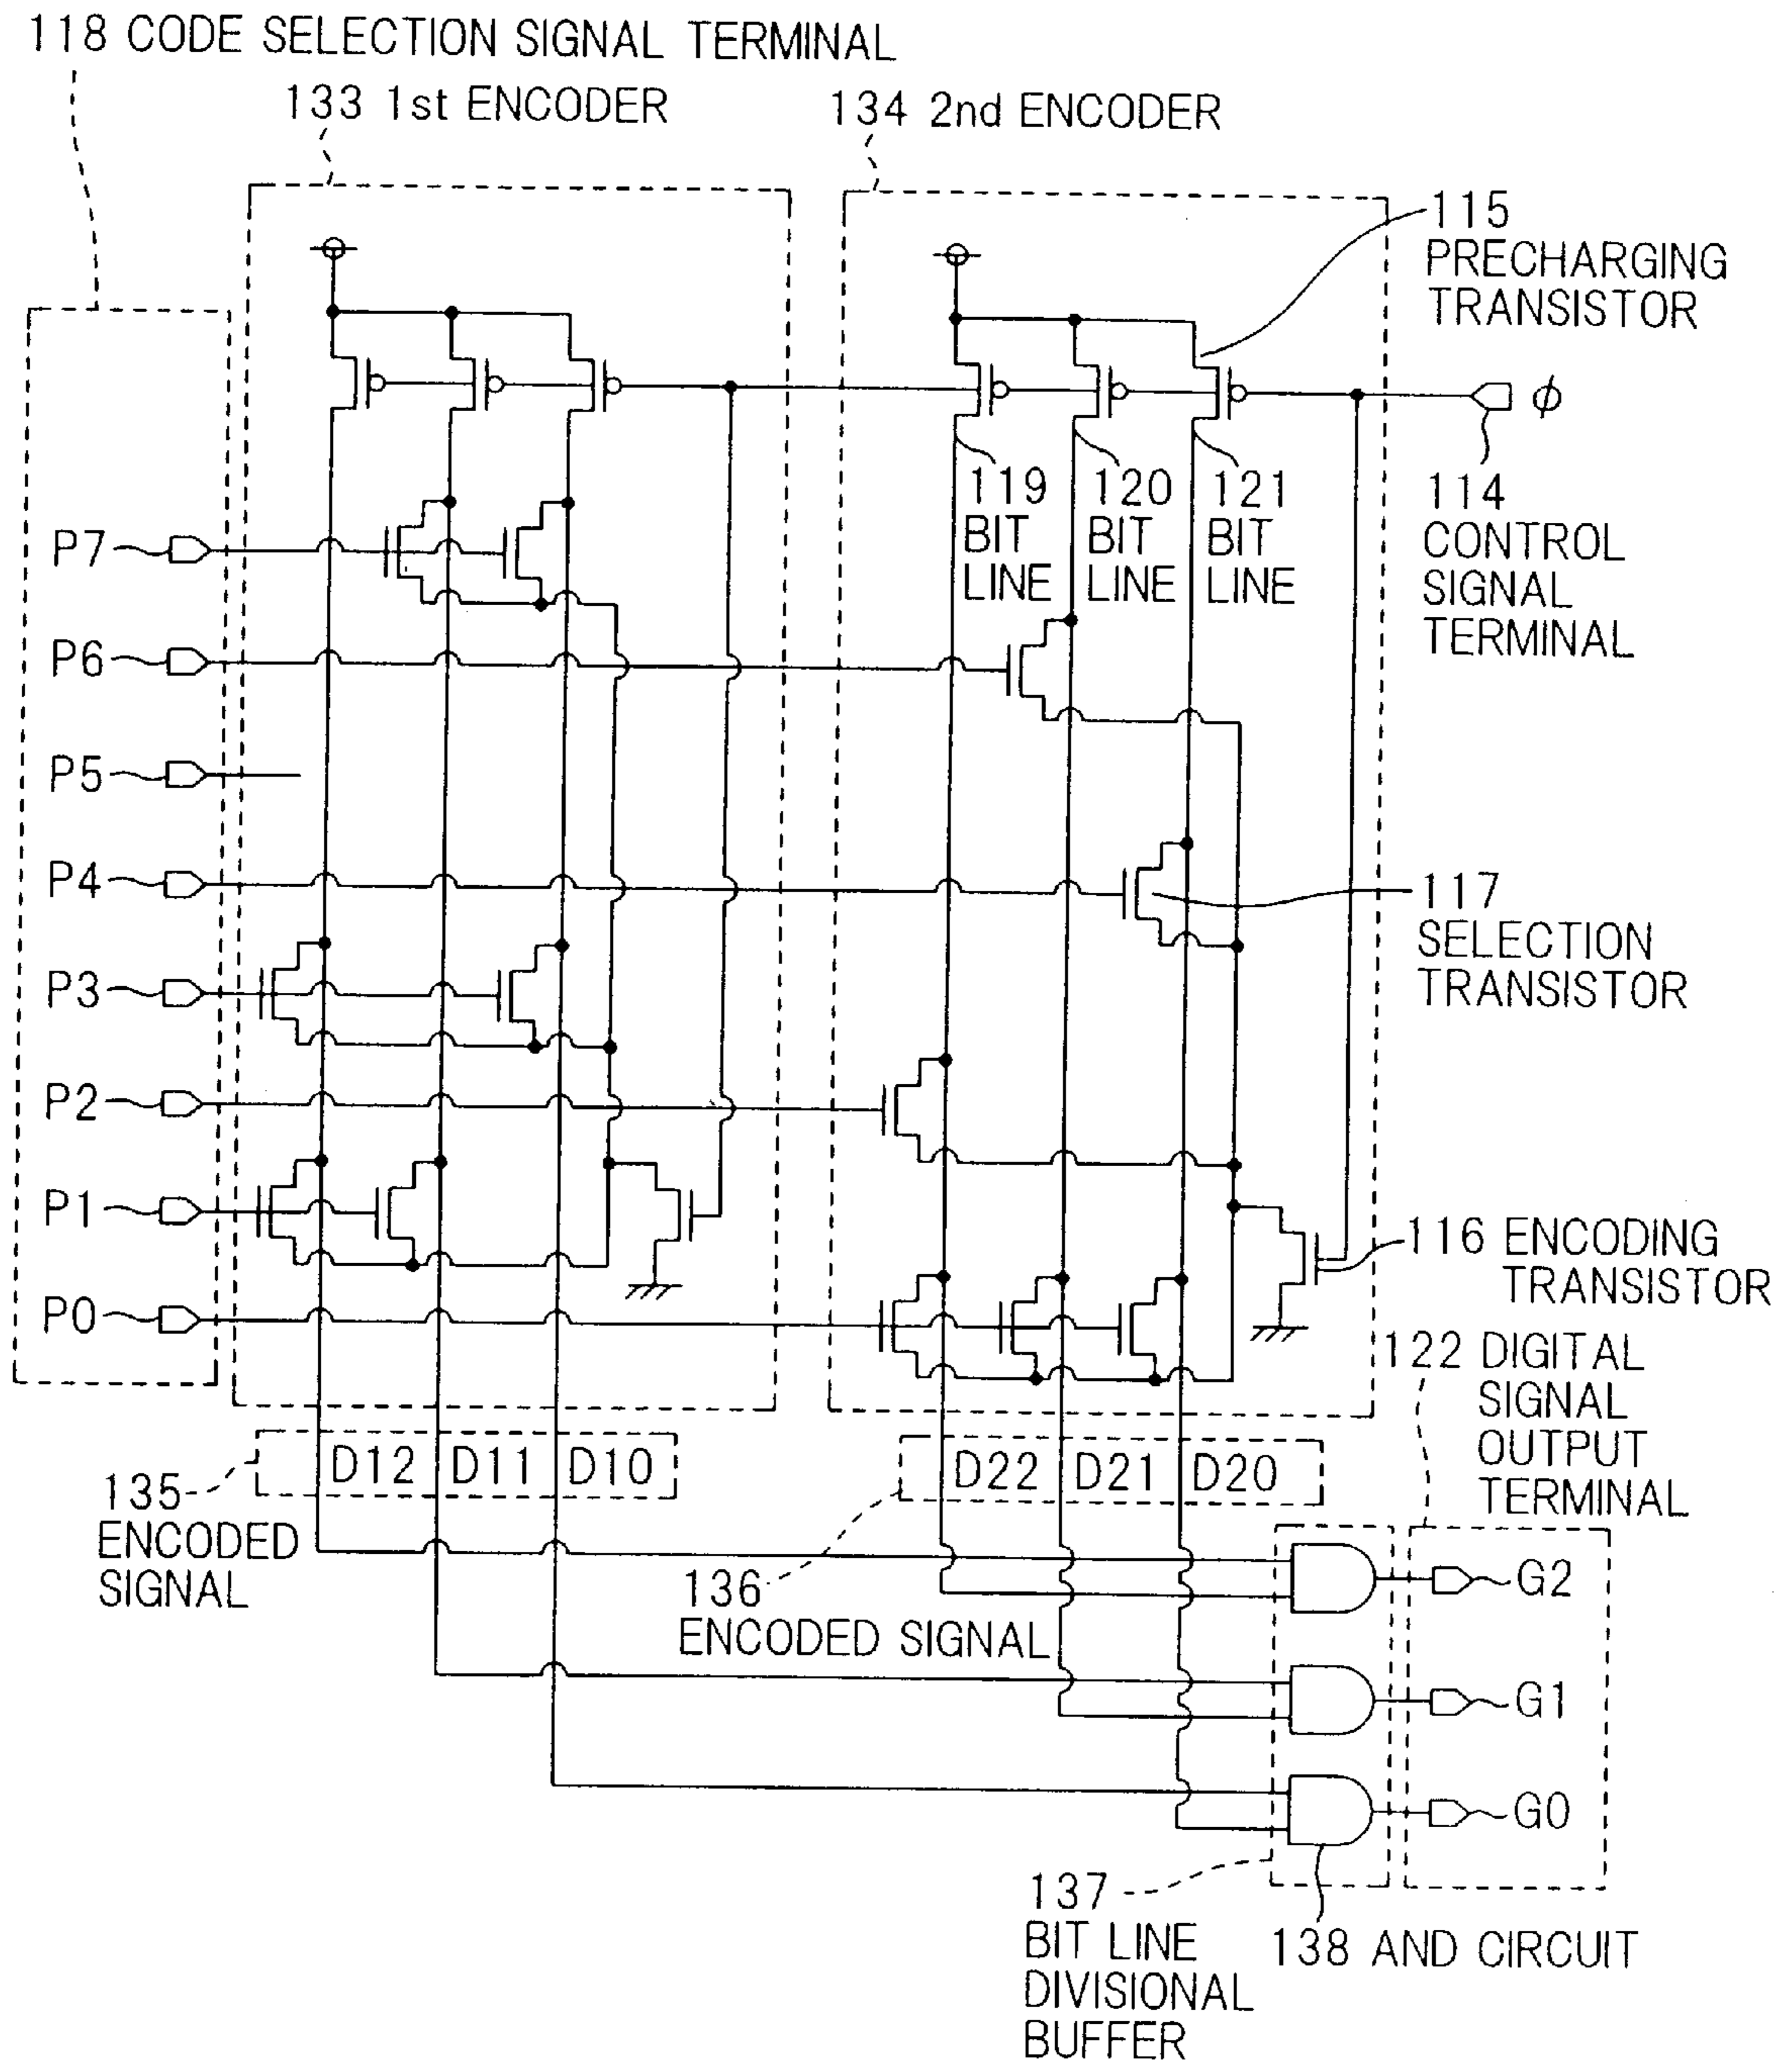 118 CODE SELECTION SIGNAL TERMINAL
133 1st ENCODER
134 2nd ENCODER
115
PRECHARGING
TRANSISTOR
ϕ
119
BIT
LINE
120
BIT
LINE
121
BIT
LINE
114
CONTROL
SIGNAL
TERMINAL
P7
P6
P5
P4
117
SELECTION
TRANSISTOR
P3
P2
P1
116 ENCODING
TRANSISTOR
P0
122 DIGITAL
SIGNAL
OUTPUT
TERMINAL
D12
D11
D10
D22
D21
D20
135
ENCODED
SIGNAL
136
ENCODED SIGNAL
G2
G1
G0
137
BIT LINE
DIVISIONAL
BUFFER
138 AND CIRCUIT